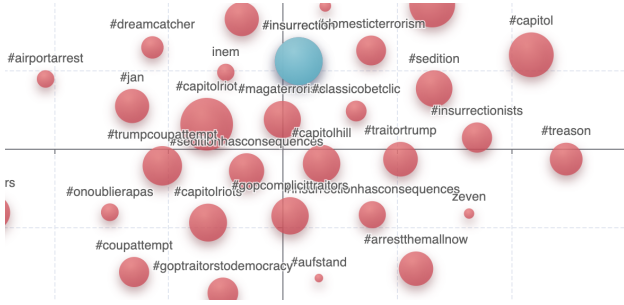 #dreamcatcher
#insurrection
#domesticterrorism
#capitol
#airportarrest
inem
#sedition
#jan
#capitolriot
#magaterrorists
#classicobetclic
#insurrectionists
#trumpcoupattempt
#seditionhasconsequences
#capitolhill
#traitortrump
#treason
rs
#onoublierapas
#capitolriots
#gopcomplicittraitors
#insurrectionhasconsequences
zeven
#coupattempt
#goptraitorstodemocracy
#aufstand
#arrestthemallnow